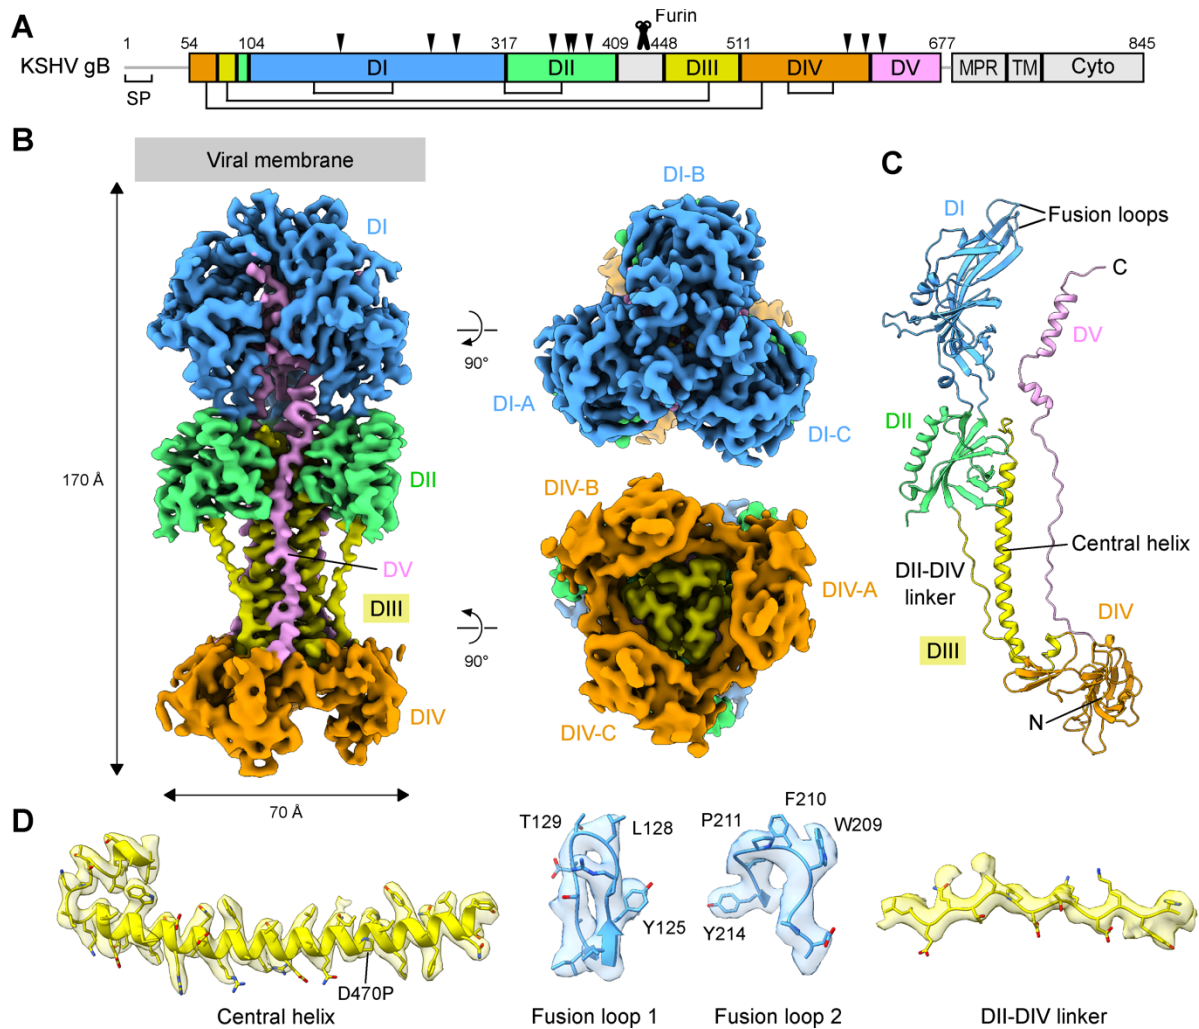 A
Furin
1 54 104 317 409 448 511 677 845
KSHV gB
DI DII DIII DIV DV MPR TM Cyto
SP
B
Viral membrane
DI
DII
DV
DIII
DIV
170 Å
70 Å
90°
90°
DI-B
DI-A
DI-C
DIV-B
DIV-A
DIV-C
C
DI
Fusion loops
C
DV
DII
Central helix
DII-DIV
linker
DIII
DIV
N
D
D470P
Central helix
T129
L128
Y125
Fusion loop 1
F210
P211
W209
Y214
Fusion loop 2
DII-DIV linker